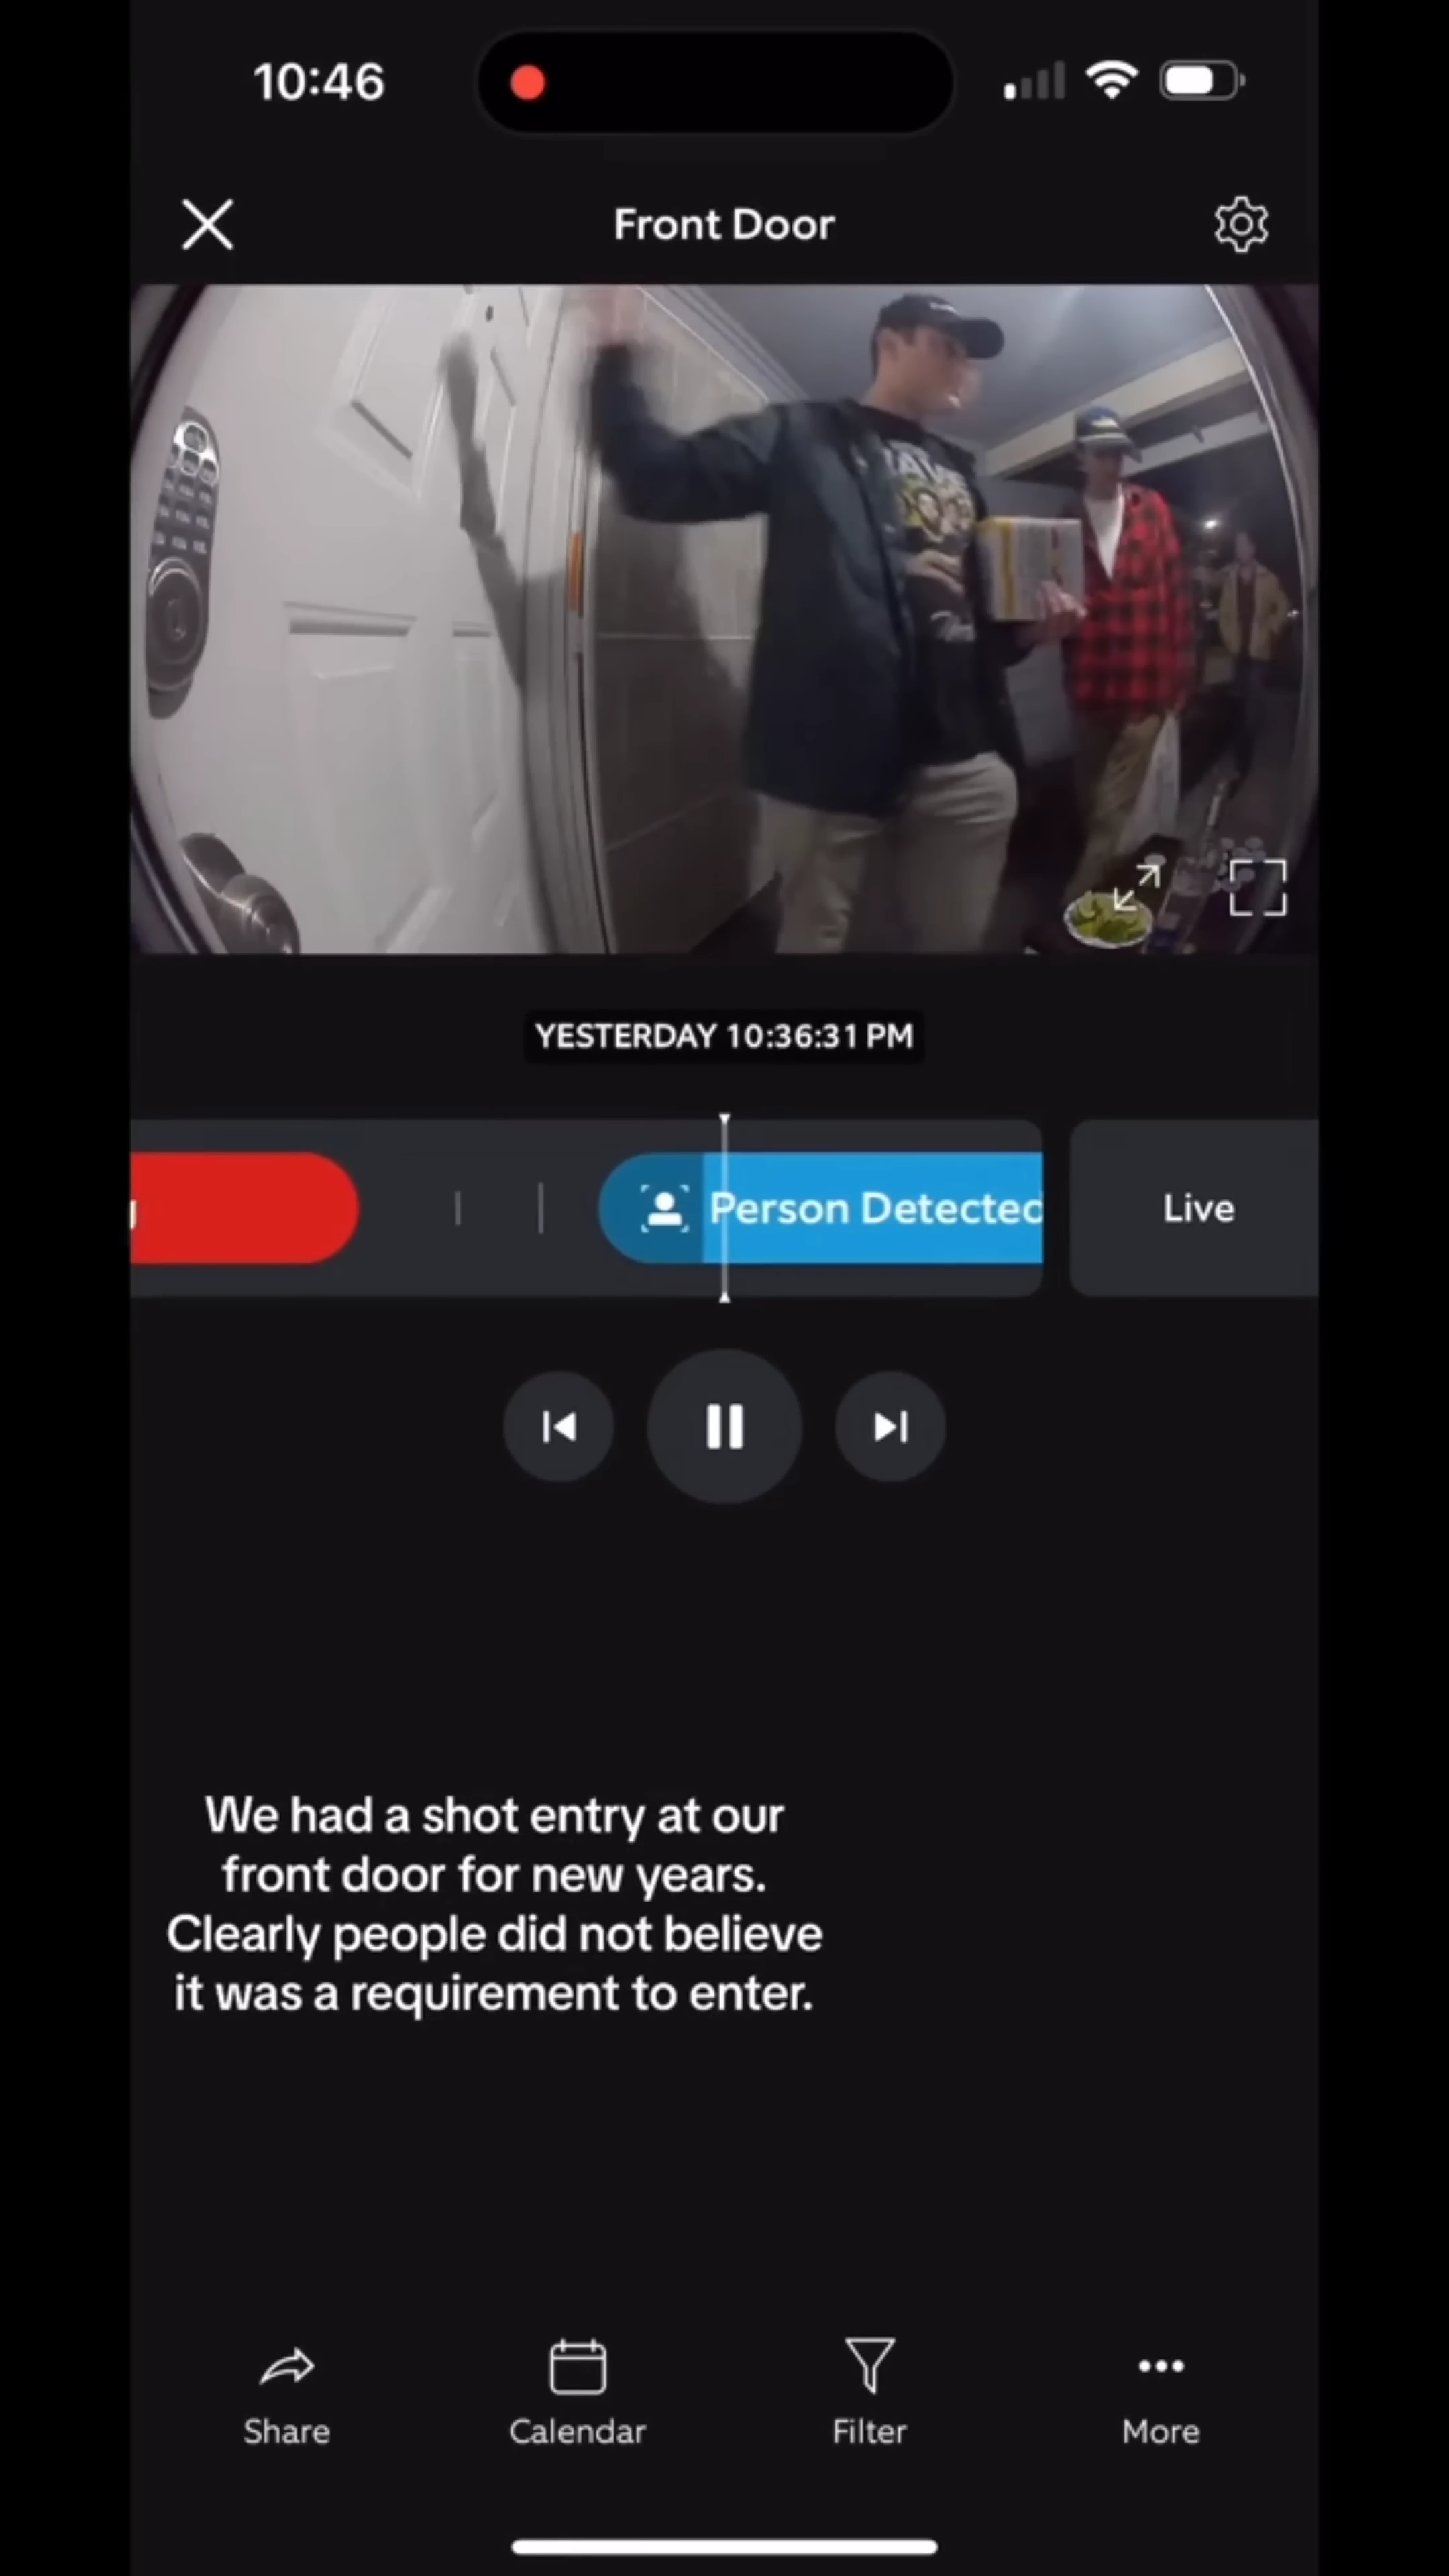 10:46
Front Door
YESTERDAY 10:36:31 PM
Person Detected
Live
We had a shot entry at our
front door for new years.
Clearly people did not believe
it was a requirement to enter.
Share
Calendar
Filter
More